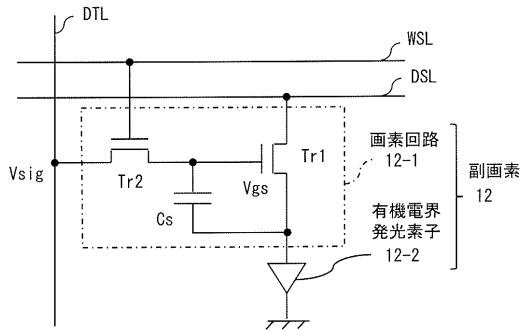 DTL
WSL
DSL
Vsig
Tr2
Cs
Vgs
Tr1
画素回路
12-1
有機電界
発光素子
12-2
副画素
12